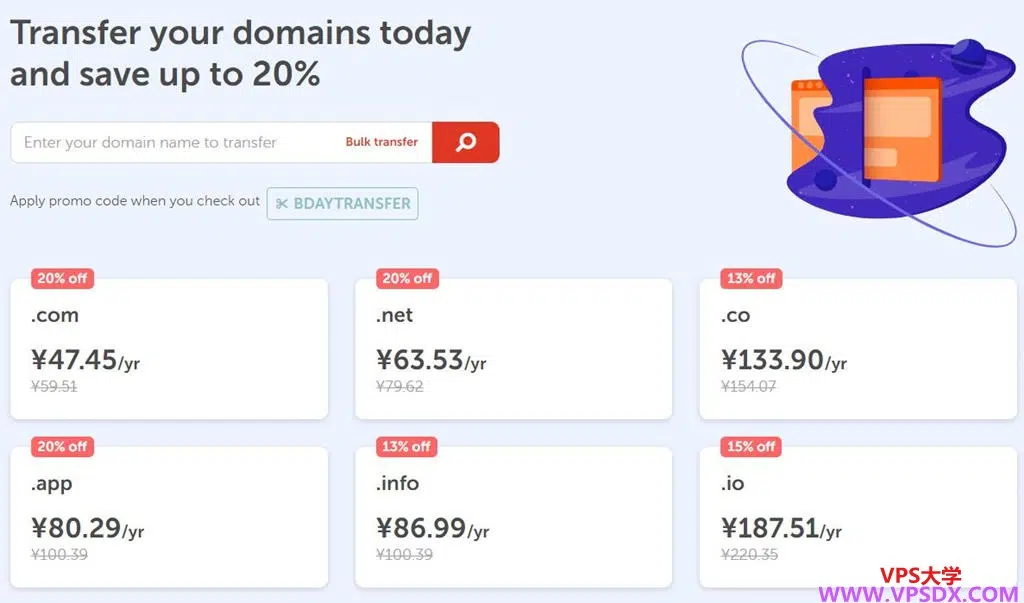 Transfer your domains today
and save up to 20%
Enter your domain name to transfer Bulk transfer
Apply promo code when you check out BDAYTRANSFER
20% off 20% off 13% off
.com .net .co
¥47.45/yr ¥63.53/yr ¥133.90/yr
¥59.51 ¥79.62 ¥154.07
20% off 13% off 15% off
.app .info .io
¥80.29/yr ¥86.99/yr ¥187.51/yr
¥100.39 ¥100.39 ¥220.35
VPS大学
WWW.VPSDX.COM